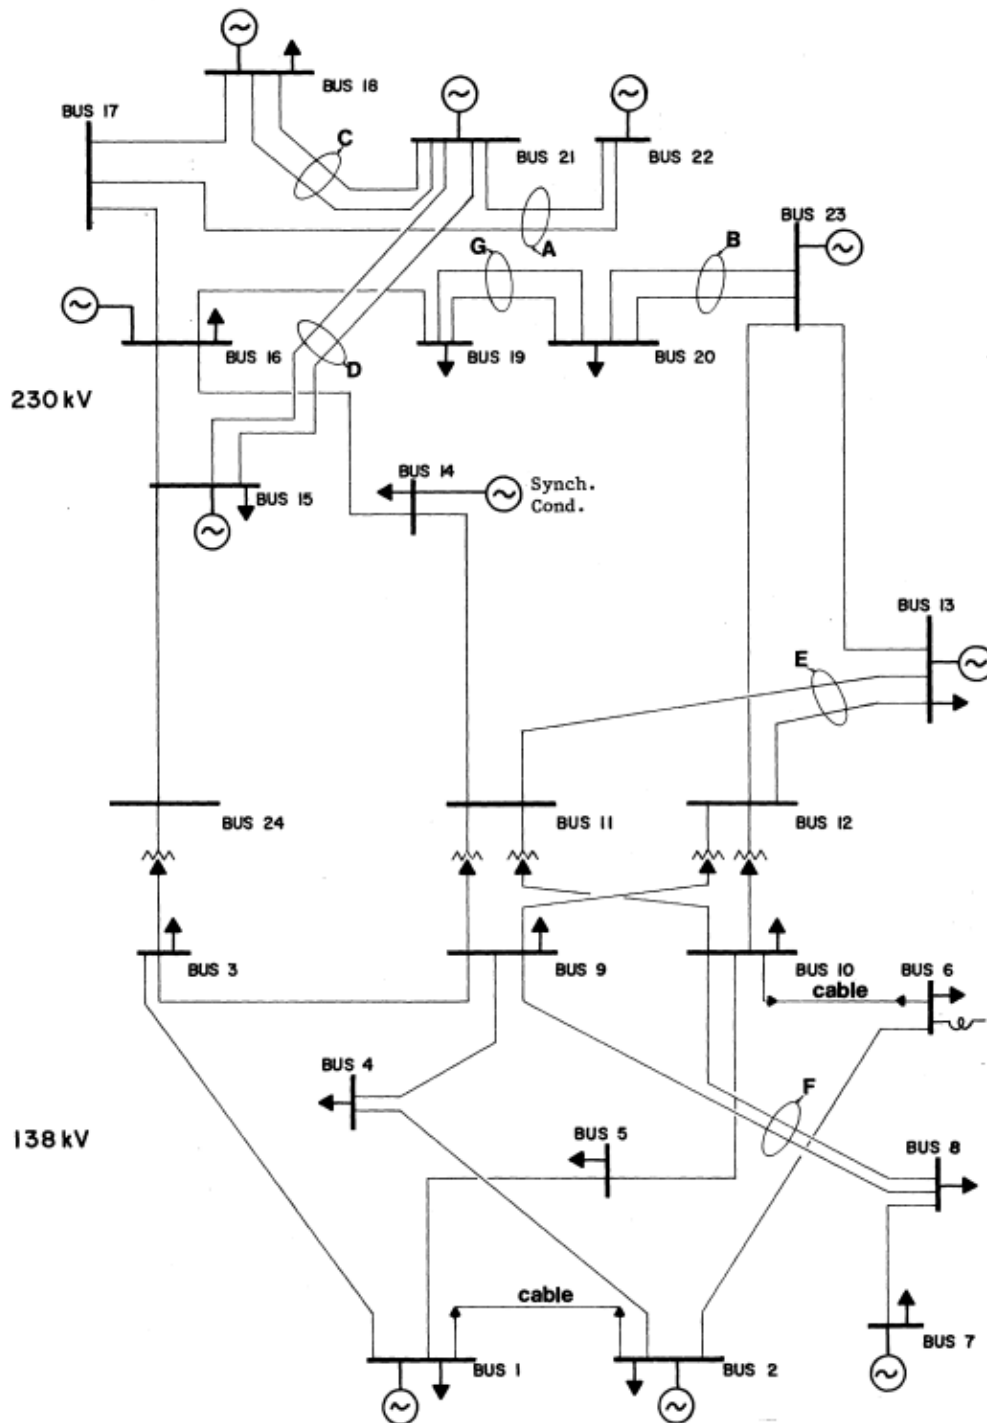 BUS 18
BUS 17
C
BUS 21
BUS 22
A
BUS 23
G
B
BUS 16
D
BUS 19
BUS 20
230 kV
BUS 14
BUS 15
Synch.
Cond.
BUS 13
E
BUS 24
BUS 11
BUS 12
BUS 3
BUS 9
BUS 10
BUS 6
cable
BUS 4
F
138 kV
BUS 5
BUS 8
cable
BUS 1
BUS 2
BUS 7